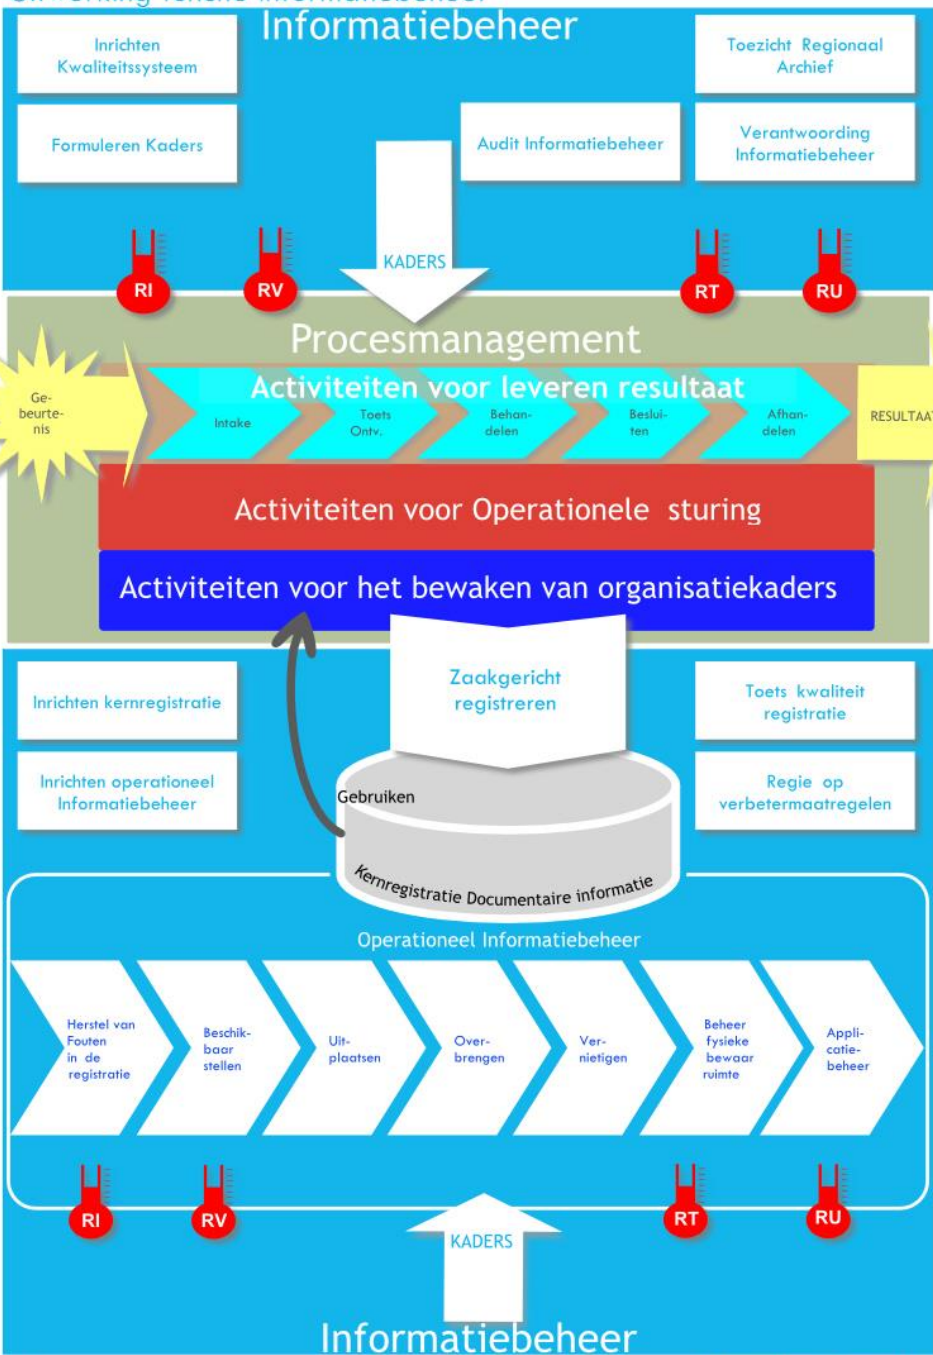 Informatiebeheer
Inrichten
Kwaliteitssysteem
Toezicht Regionaal
Archief
Formuleren Kaders
Audit Informatiebeheer
Verantwoording
Informatiebeheer
KADERS
RI
RV
RT
RU
Procesmanagement
Activiteiten voor leveren resultaat
Ge-
beurte-
nis
Intake
Toets
Ontv.
Behan-
delen
Beslui-
ten
Afhan-
delen
RESULTAAT
Activiteiten voor Operationele sturing
Activiteiten voor het bewaken van organisatiekaders
Zaakgericht
registreren
Inrichten kernregistratie
Toets kwaliteit
registratie
Inrichten operationeel
Informatiebeheer
Regie op
verbetermaatregelen
Gebruiken
Kernregistratie Documentaire informatie
Operationeel Informatiebeheer
Herstel van
Fouten
in de
registratie
Beschik-
baar
stellen
Uit-
plaatsen
Over-
brengen
Ver-
nietigen
Beheer
fysieke
bewaar
ruimte
Appli-
catie-
beheer
RI
RV
RT
RU
KADERS
Informatiebeheer